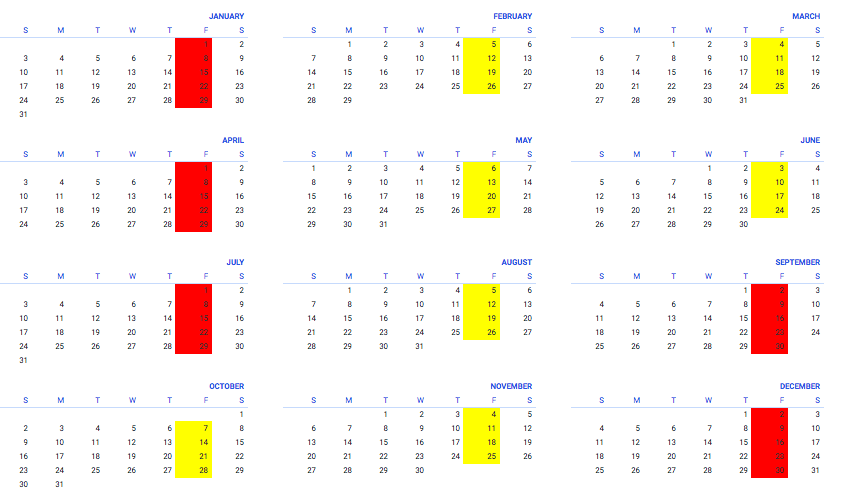 JANUARY FEBRUARY MARCH
S M T W T F S S M T W T F S S M T W T F S
1 2 1 2 3 4 5 6 1 2 3 4 5
3 4 5 6 7 8 9 7 8 9 10 11 12 13 6 7 8 9 10 11 12
10 11 12 13 14 15 16 14 15 16 17 18 19 20 13 14 15 16 17 18 19
17 18 19 20 21 22 23 21 22 23 24 25 26 27 20 21 22 23 24 25 26
24 25 26 27 28 29 30 28 29 27 28 29 30 31
31
APRIL MAY JUNE
S M T W T F S S M T W T F S S M T W T F S
1 2 1 2 3 4 5 6 7 1 2 3 4
3 4 5 6 7 8 9 8 9 10 11 12 13 14 5 6 7 8 9 10 11
10 11 12 13 14 15 16 15 16 17 18 19 20 21 12 13 14 15 16 17 18
17 18 19 20 21 22 23 22 23 24 25 26 27 28 19 20 21 22 23 24 25
24 25 26 27 28 29 30 29 30 31 26 27 28 29 30
JULY AUGUST SEPTEMBER
S M T W T F S S M T W T F S S M T W T F S
1 2 1 2 3 4 5 6 1 2 3
3 4 5 6 7 8 9 7 8 9 10 11 12 13 4 5 6 7 8 9 10
10 11 12 13 14 15 16 14 15 16 17 18 19 20 11 12 13 14 15 16 17
17 18 19 20 21 22 23 21 22 23 24 25 26 27 18 19 20 21 22 23 24
24 25 26 27 28 29 30 28 29 30 31 25 26 27 28 29 30
31
OCTOBER NOVEMBER DECEMBER
S M T W T F S S M T W T F S S M T W T F S
1 1 2 3 4 5 1 2 3
2 3 4 5 6 7 8 6 7 8 9 10 11 12 4 5 6 7 8 9 10
9 10 11 12 13 14 15 13 14 15 16 17 18 19 11 12 13 14 15 16 17
16 17 18 19 20 21 22 20 21 22 23 24 25 26 18 19 20 21 22 23 24
23 24 25 26 27 28 29 27 28 29 30 25 26 27 28 29 30 31
30 31